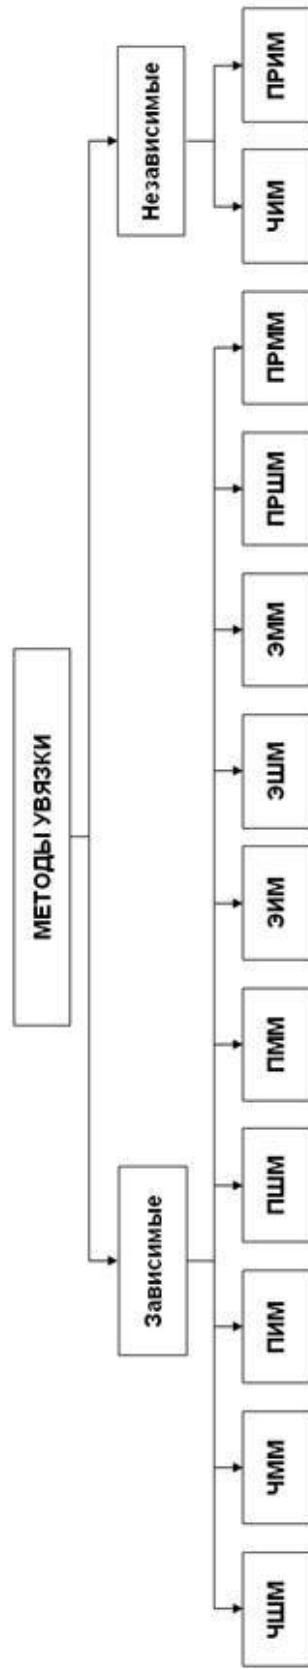 МЕТОДЫ УВЯЗКИ
Зависимые
Независимые
ЧШМ
ЧММ
ПИМ
ПШМ
ПММ
ЭИМ
ЭШМ
ЭММ
ПРШМ
ПРММ
ЧИМ
ПРИМ